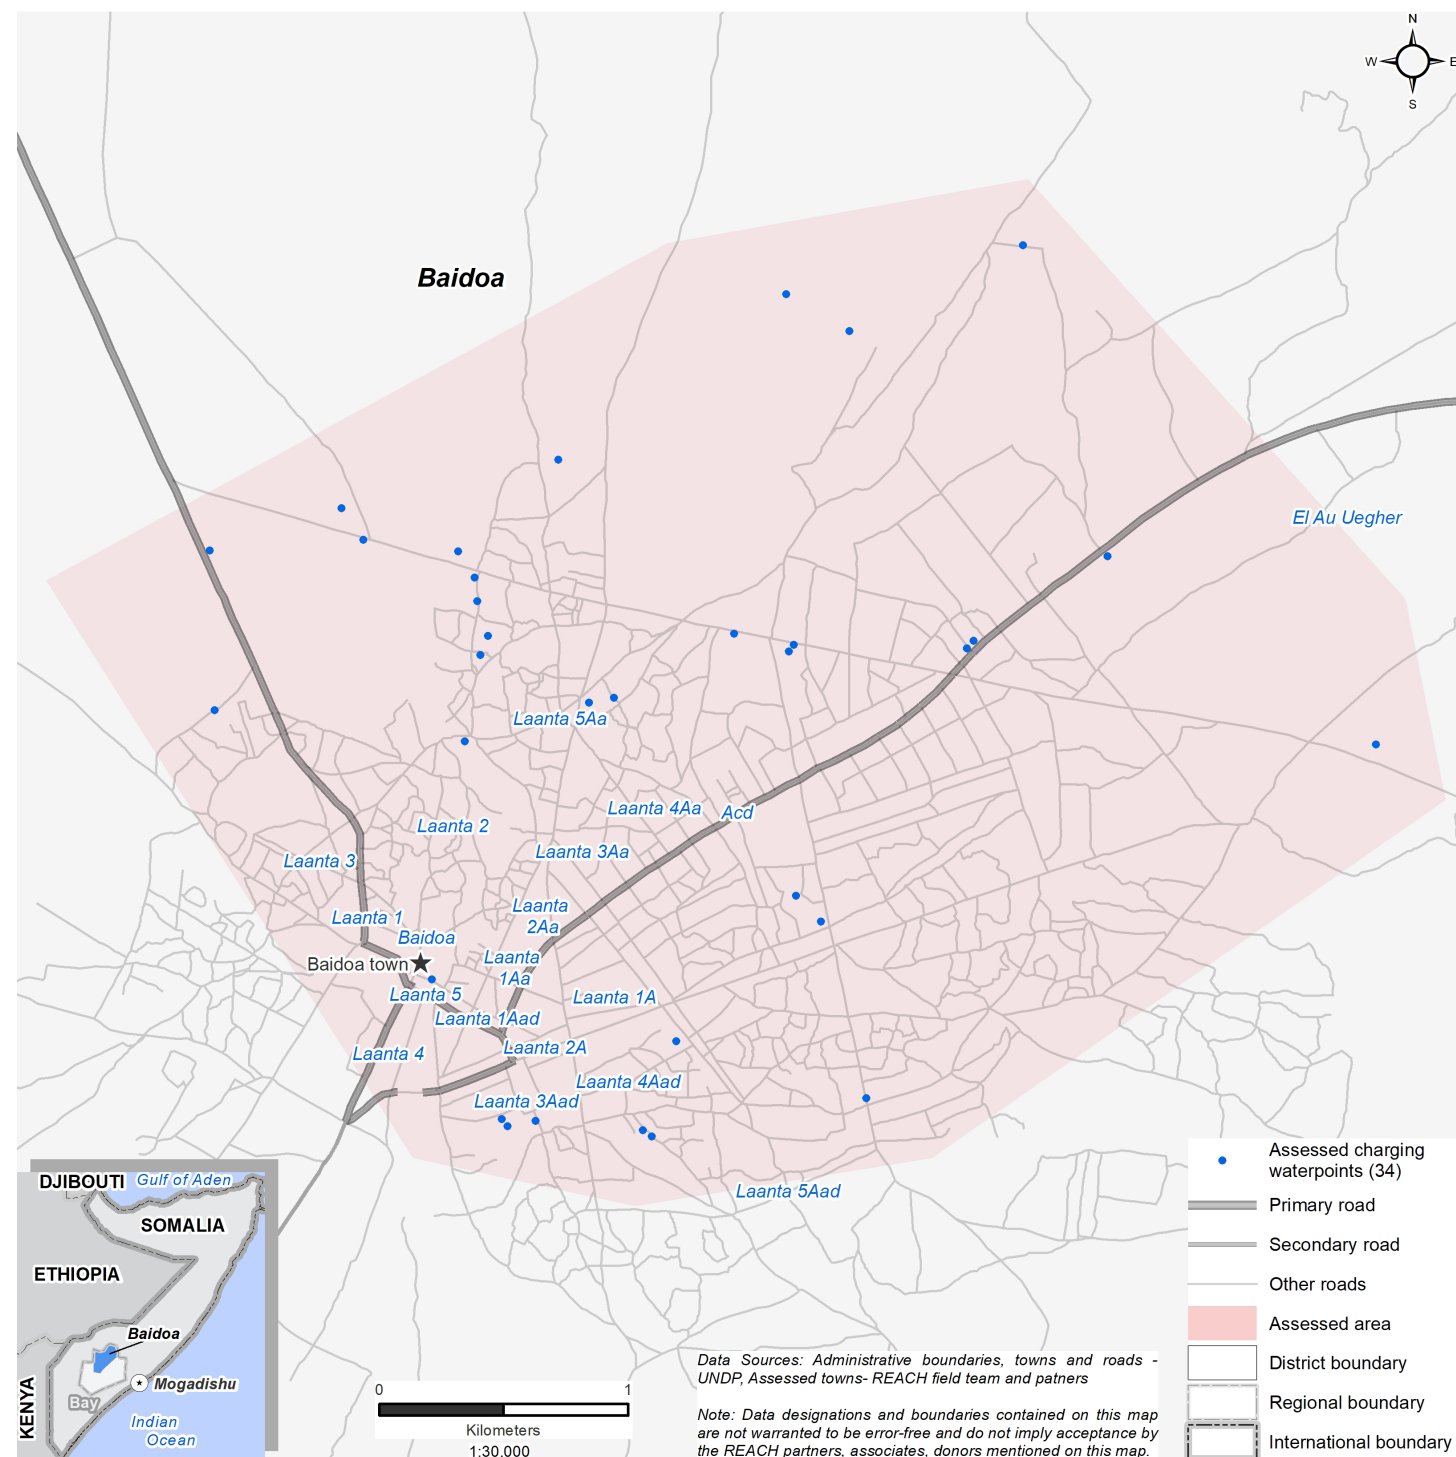 N
W
E
S
Baidoa
El Au Uegher
Laanta 5Aa
Laanta 4Aa
Acd
Laanta 2
Laanta 3Aa
Laanta 3
Laanta
2Aa
Laanta 1
Baidoa
Baidoa town
Laanta
1Aa
Laanta 5
Laanta 1A
Laanta 1Aad
Laanta 2A
Laanta 4
Laanta 4Aad
Laanta 3Aad
Laanta 5Aad
DJIBOUTI
Gulf of Aden
SOMALIA
ETHIOPIA
Baidoa
Mogadishu
Bay
KENYA
Indian
Ocean
0
1
Kilometers
1:30,000
Data Sources: Administrative boundaries, towns and roads -
UNDP, Assessed towns- REACH field team and patners
Note: Data designations and boundaries contained on this map
are not warranted to be error-free and do not imply acceptance by
the REACH partners, associates, donors mentioned on this map.
Assessed charging
waterpoints (34)
Primary road
Secondary road
Other roads
Assessed area
District boundary
Regional boundary
International boundary